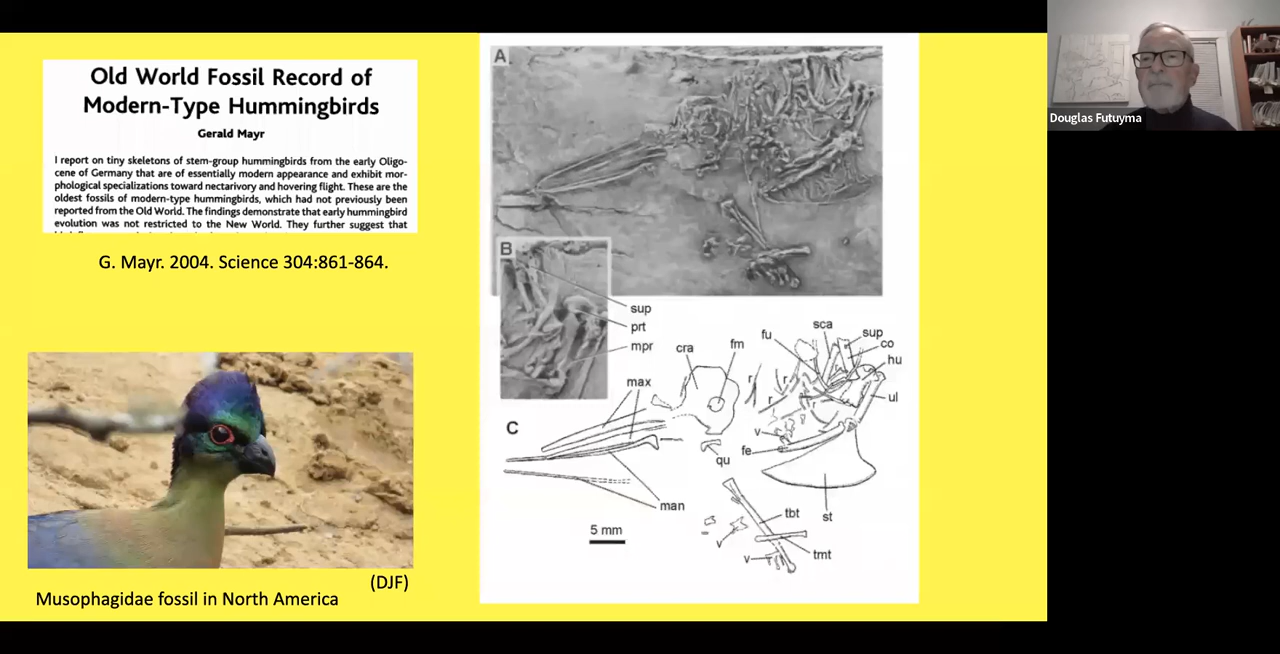 Old World Fossil Record of
Modern-Type Hummingbirds
Gerald Mayr
I report on tiny skeletons of stem-group hummingbirds from the early Oligo-
cene of Germany that are of essentially modern appearance and exhibit mor-
phological specializations toward nectarivory and hovering flight. These are the
oldest fossils of modern-type hummingbirds, which had not previously been
reported from the Old World. The findings demonstrate that early hummingbird
evolution was not restricted to the New World. They further suggest that
G. Mayr. 2004. Science 304:861-864.
(DJF)
Musophagidae fossil in North America
A
B
sup
prt
mpr
C
max
cra
fm
qu
man
5 mm
fu
sca
sup
co
hu
ul
r
r
r
r
v
fe
st
tbt
tmt
v
v
Douglas Futuyma